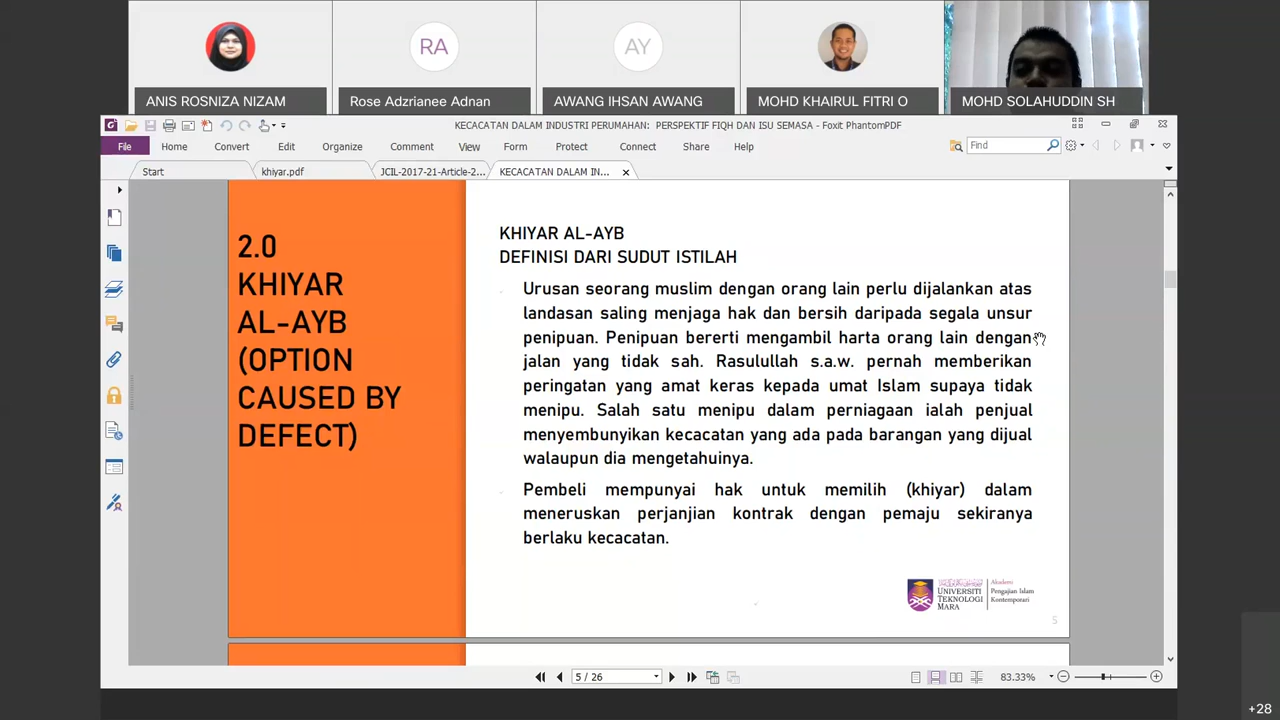 RA
AY
ANIS ROSNIZA NIZAM
Rose Adzrianee Adnan
AWANG IHSAN AWANG
MOHD KHAIRUL FITRI O
MOHD SOLAHUDDIN SH
KECACATAN DALAM INDUSTRI PERUMAHAN: PERSPEKTIF FIQH DAN ISU SEMASA - Foxit PhantomPDF
File Home Convert Edit Organize Comment View Form Protect Connect Share Help
Find
Start
khiyar.pdf
JCIL-2017-21-Article-2...
KECACATAN DALAM IN...
2.0
KHIYAR
AL-AYB
(OPTION
CAUSED BY
DEFECT)
KHIYAR AL-AYB
DEFINISI DARI SUDUT ISTILAH
Urusan seorang muslim dengan orang lain perlu dijalankan atas
landasan saling menjaga hak dan bersih daripada segala unsur
penipuan. Penipuan bererti mengambil harta orang lain dengan
jalan yang tidak sah. Rasulullah s.a.w. pernah memberikan
peringatan yang amat keras kepada umat Islam supaya tidak
menipu. Salah satu menipu dalam perniagaan ialah penjual
menyembunyikan kecacatan yang ada pada barangan yang dijual
walaupun dia mengetahuinya.
Pembeli mempunyai hak untuk memilih (khiyar) dalam
meneruskan perjanjian kontrak dengan pemaju sekiranya
berlaku kecacatan.
UNIVERSITI
TEKNOLOGI
MARA
Akademi
Pengajian Islam
Kontemporari
5
5 / 26
83.33%
+28